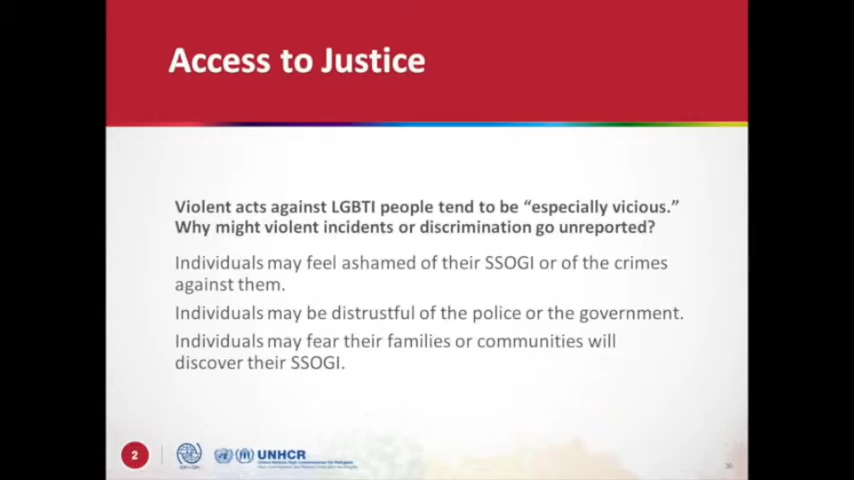 Access to Justice
Violent acts against LGBTI people tend to be “especially vicious.”
Why might violent incidents or discrimination go unreported?
Individuals may feel ashamed of their SSOGI or of the crimes
against them.
Individuals may be distrustful of the police or the government.
Individuals may fear their families or communities will
discover their SSOGI.
2
UNHCR